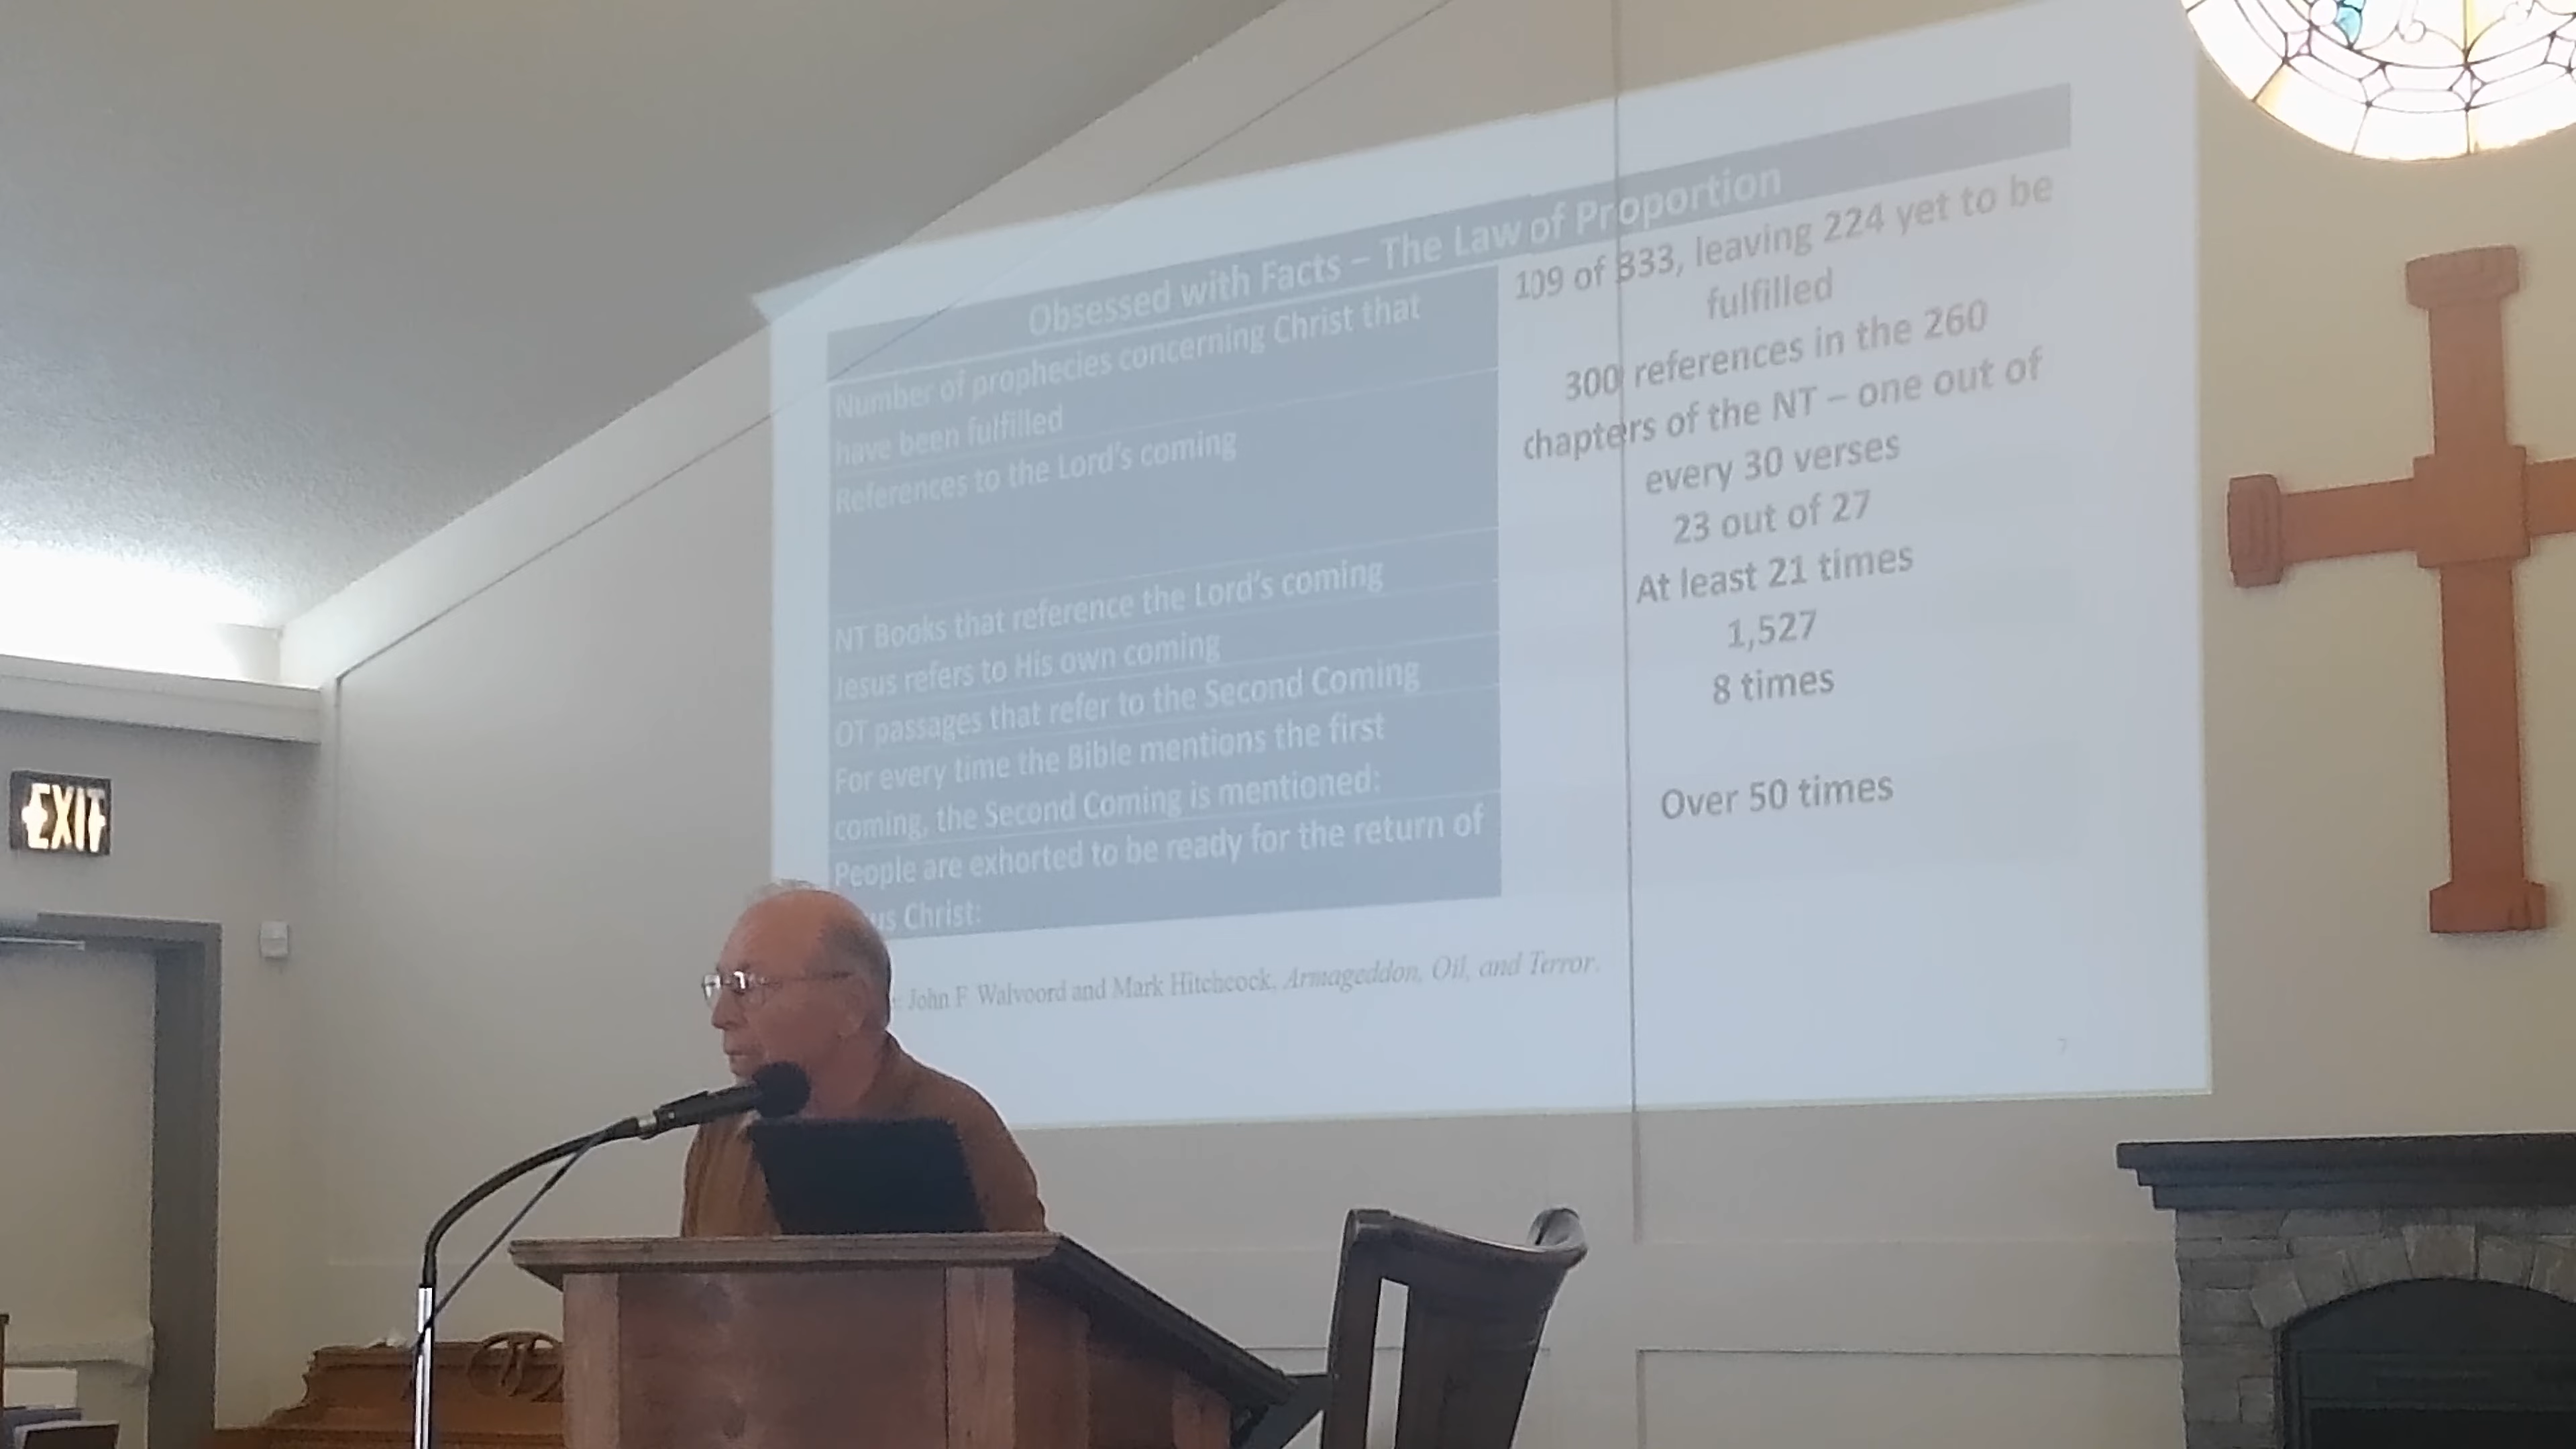 Obsessed with Facts – The Law of Proportion
Number of prophecies concerning Christ that
have been fulfilled
109 of 333, leaving 224 yet to be
fulfilled
References to the Lord's coming
300 references in the 260
chapters of the NT – one out of
every 30 verses
NT Books that reference the Lord's coming
23 out of 27
Jesus refers to His own coming
At least 21 times
OT passages that refer to the Second Coming
1,527
For every time the Bible mentions the first
coming, the Second Coming is mentioned:
8 times
People are exhorted to be ready for the return of
us Christ:
Over 50 times
: John F. Walvoord and Mark Hitchcock, Armageddon, Oil, and Terror.
7
EXIT